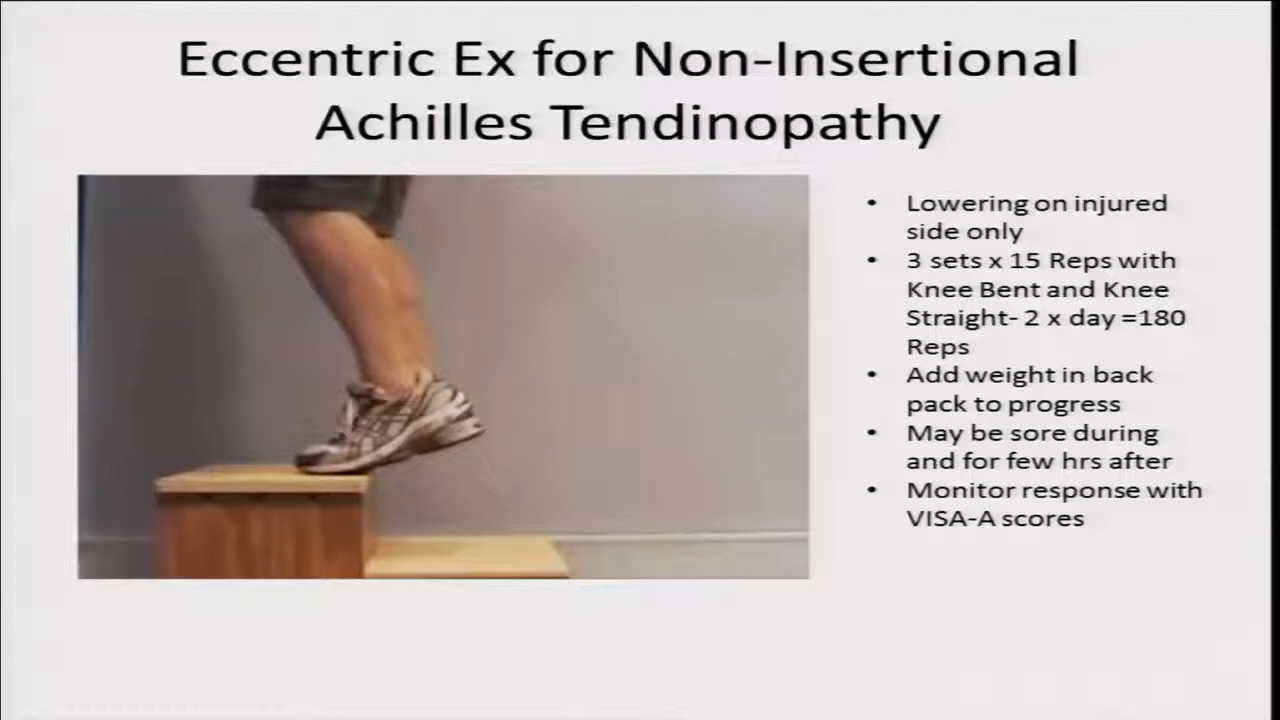 Eccentric Ex for Non-Insertional
Achilles Tendinopathy
• Lowering on injured
side only
• 3 sets x 15 Reps with
Knee Bent and Knee
Straight- 2 x day =180
Reps
• Add weight in back
pack to progress
• May be sore during
and for few hrs after
• Monitor response with
VISA-A scores